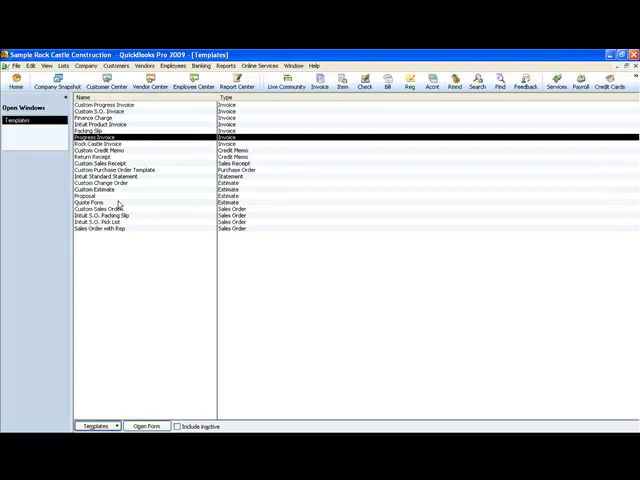 Sample Rock Castle Construction - QuickBooks Pro 2009 - [Templates]
File Edit View Lists Company Customers Vendors Employees Banking Reports Online Services Window Help
Home Company Snapshot Customer Center Vendor Center Employee Center Report Center Live Community Invoice Item Check Bill Reg Accnt Rmnd Search Find Feedback Services Payroll Credit Cards
Open Windows
Templates
Name Type
Custom Progress Invoice Invoice
Custom S.O. Invoice Invoice
Finance Charge Invoice
Intuit Product Invoice Invoice
Packing Slip Invoice
Progress Invoice Invoice
Rock Castle Invoice Invoice
Custom Credit Memo Credit Memo
Return Receipt Credit Memo
Custom Sales Receipt Sales Receipt
Custom Purchase Order Template Purchase Order
Intuit Standard Statement Statement
Custom Change Order Estimate
Custom Estimate Estimate
Proposal Estimate
Quote Form Estimate
Custom Sales Order Sales Order
Intuit S.O. Packing Slip Sales Order
Intuit S.O. Pick List Sales Order
Sales Order with Rep Sales Order
Templates Open Form Include inactive